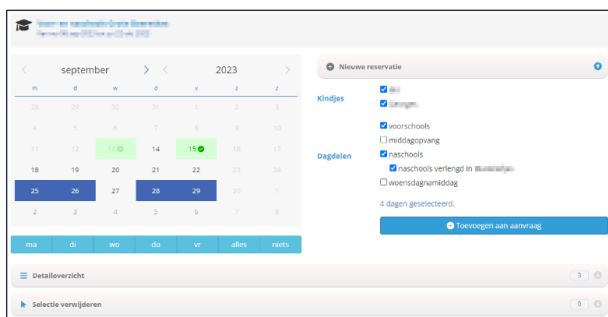 september 2023
m d w d v z z
28 29 30 31 1 2 3
4 5 6 7 8 9 10
11 12 13 14 15 16 17
18 19 20 21 22 23 24
25 26 27 28 29 30 1
2 3 4 5 6 7 8
ma di wo do vr alles niets
Nieuwe reservatie
Kindjes
voorschools
middagopvang
Dagdelen
naschools
naschools verlengd in
woensdagnamiddag
4 dagen geselecteerd.
Toevoegen aan aanvraag
Detailoverzicht 3
Selectie verwijderen 0